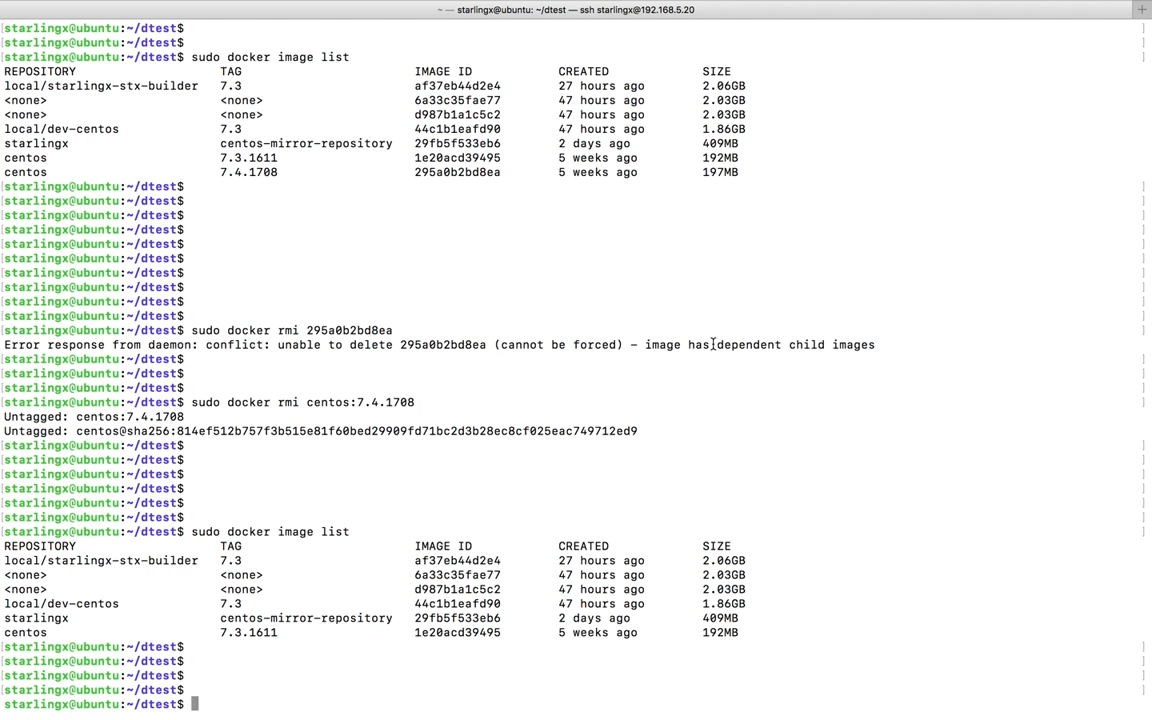 ~ — starlingx@ubuntu: ~/dtest — ssh starlingx@192.168.5.20
[starlingx@ubuntu:~/dtest$ ]
[starlingx@ubuntu:~/dtest$ ]
[starlingx@ubuntu:~/dtest$ sudo docker image list ]
REPOSITORY TAG IMAGE ID CREATED SIZE
local/starlingx-stx-builder 7.3 af37eb44d2e4 27 hours ago 2.06GB
<none> <none> 6a33c35fae77 47 hours ago 2.03GB
<none> <none> d987b1a1c5c2 47 hours ago 2.03GB
local/dev-centos 7.3 44c1b1eafd90 47 hours ago 1.86GB
starlingx centos-mirror-repository 29fb5f533eb6 2 days ago 409MB
centos 7.3.1611 1e20acd39495 5 weeks ago 192MB
centos 7.4.1708 295a0b2bd8ea 5 weeks ago 197MB
[starlingx@ubuntu:~/dtest$ ]
[starlingx@ubuntu:~/dtest$ ]
[starlingx@ubuntu:~/dtest$ ]
[starlingx@ubuntu:~/dtest$ ]
[starlingx@ubuntu:~/dtest$ ]
[starlingx@ubuntu:~/dtest$ ]
[starlingx@ubuntu:~/dtest$ ]
[starlingx@ubuntu:~/dtest$ ]
[starlingx@ubuntu:~/dtest$ ]
[starlingx@ubuntu:~/dtest$ ]
[starlingx@ubuntu:~/dtest$ sudo docker rmi 295a0b2bd8ea ]
Error response from daemon: conflict: unable to delete 295a0b2bd8ea (cannot be forced) - image has dependent child images
[starlingx@ubuntu:~/dtest$ ]
[starlingx@ubuntu:~/dtest$ ]
[starlingx@ubuntu:~/dtest$ ]
[starlingx@ubuntu:~/dtest$ sudo docker rmi centos:7.4.1708 ]
Untagged: centos:7.4.1708
Untagged: centos@sha256:814ef512b757f3b515e81f60bed29909fd71bc2d3b28ec8cf025eac749712ed9
[starlingx@ubuntu:~/dtest$ ]
[starlingx@ubuntu:~/dtest$ ]
[starlingx@ubuntu:~/dtest$ ]
[starlingx@ubuntu:~/dtest$ ]
[starlingx@ubuntu:~/dtest$ ]
[starlingx@ubuntu:~/dtest$ ]
[starlingx@ubuntu:~/dtest$ sudo docker image list ]
REPOSITORY TAG IMAGE ID CREATED SIZE
local/starlingx-stx-builder 7.3 af37eb44d2e4 27 hours ago 2.06GB
<none> <none> 6a33c35fae77 47 hours ago 2.03GB
<none> <none> d987b1a1c5c2 47 hours ago 2.03GB
local/dev-centos 7.3 44c1b1eafd90 47 hours ago 1.86GB
starlingx centos-mirror-repository 29fb5f533eb6 2 days ago 409MB
centos 7.3.1611 1e20acd39495 5 weeks ago 192MB
[starlingx@ubuntu:~/dtest$ ]
[starlingx@ubuntu:~/dtest$ ]
[starlingx@ubuntu:~/dtest$ ]
[starlingx@ubuntu:~/dtest$ ]
starlingx@ubuntu:~/dtest$